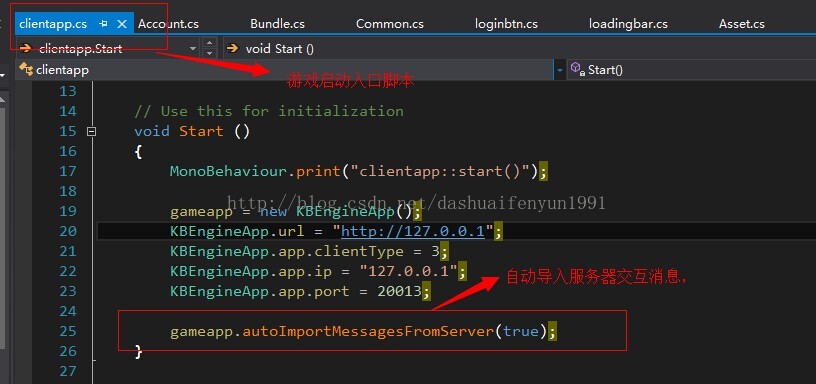 clientapp.cs Account.cs Bundle.cs Common.cs loginbtn.cs loadingbar.cs Asset.cs
clientapp.Start void Start ()
clientapp Start()
游戏启动入口脚本
13
14 // Use this for initialization
15 void Start ()
16 {
17 MonoBehaviour.print("clientapp::start()");
18
http://blog.csdn.net/dashuaifenyun1991
19 gameapp = new KBEngineApp();
20 KBEngineApp.url = "http://127.0.0.1";
21 KBEngineApp.app.clientType = 3;
22 KBEngineApp.app.ip = "127.0.0.1";
自动导入服务器交互消息,
23 KBEngineApp.app.port = 20013;
24
25 gameapp.autoImportMessagesFromServer(true);
26 }
27